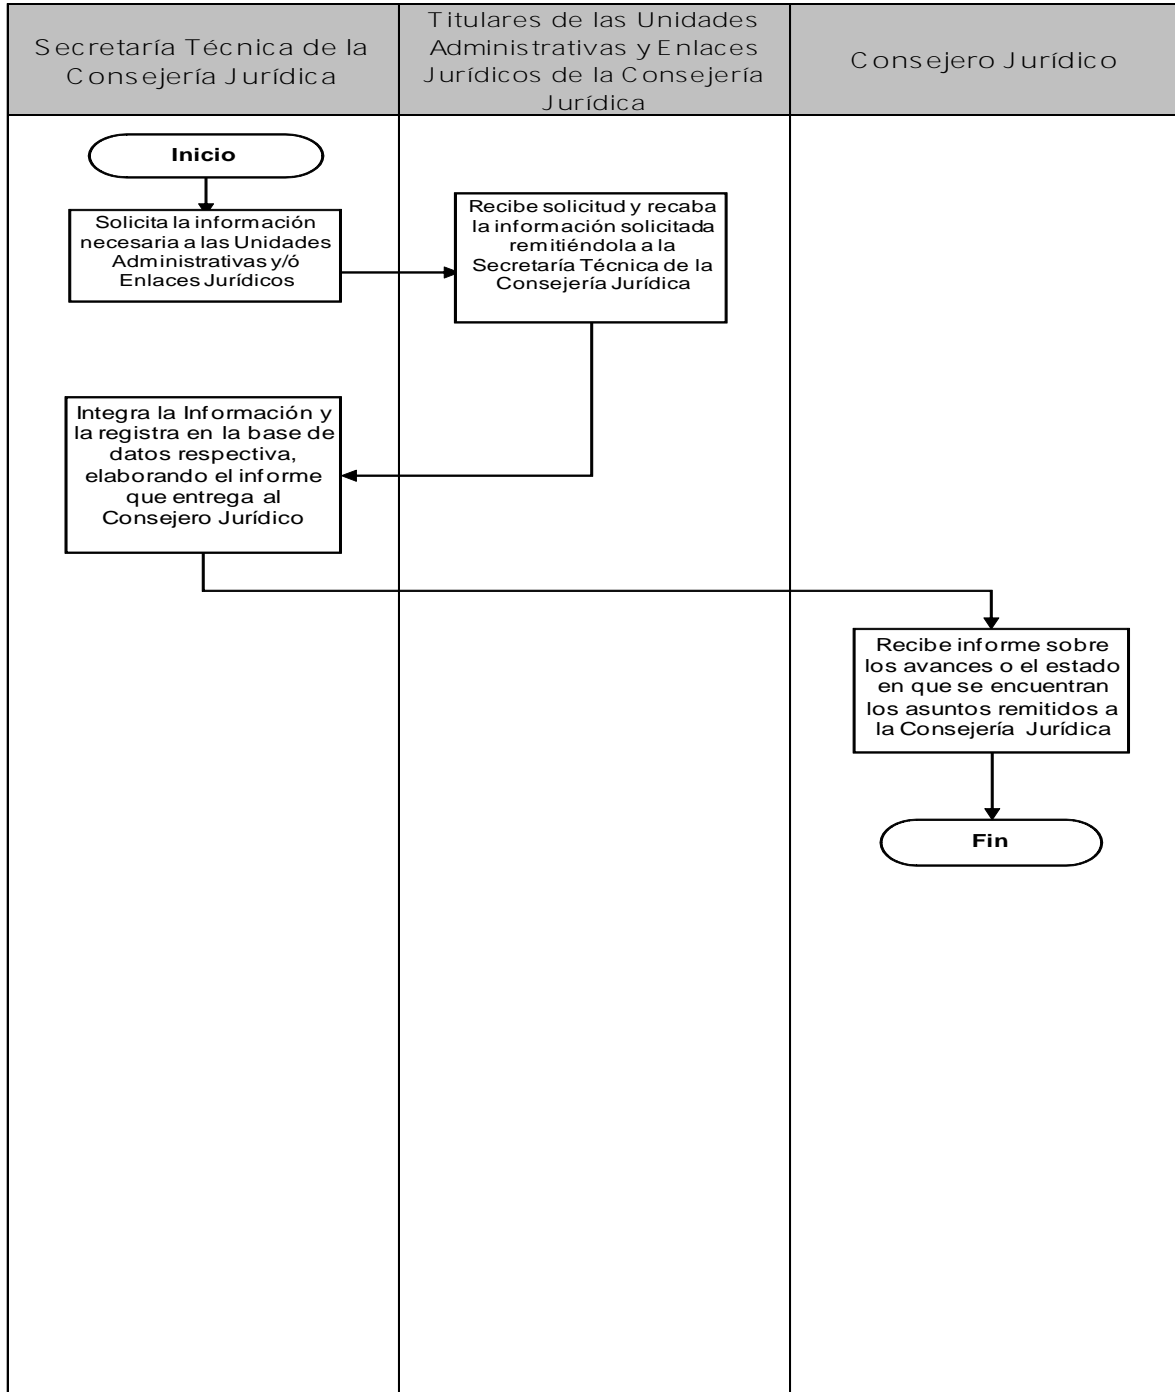 Secretaría Técnica de la
Consejería Jurídica
Titulares de las Unidades
Administrativas y Enlaces
Jurídicos de la Consejería
Jurídica
Consejero Jurídico
Inicio
Solicita la información
necesaria a las Unidades
Administrativas y/ó
Enlaces Jurídicos
Recibe solicitud y recaba
la información solicitada
remitiéndola a la
Secretaría Técnica de la
Consejería Jurídica
Integra la Información y
la registra en la base de
datos respectiva,
elaborando el informe
que entrega al
Consejero Jurídico
Recibe informe sobre
los avances o el estado
en que se encuentran
los asuntos remitidos a
la Consejería Jurídica
Fin